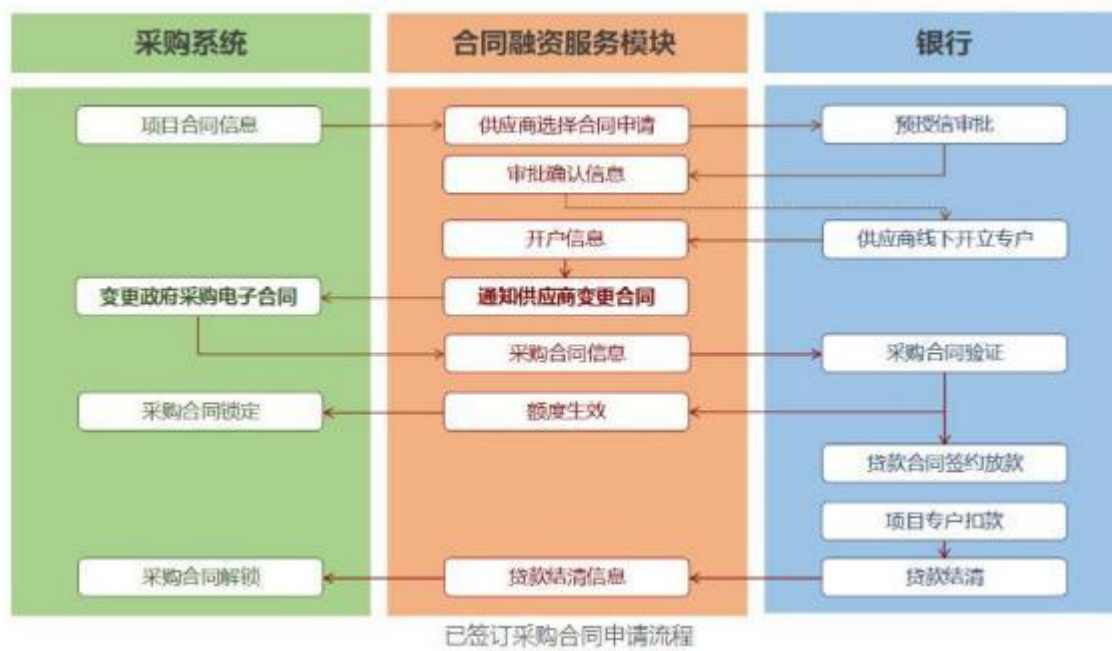 采购系统 合同融资服务模块 银行
项目合同信息 供应商选择合同申请 预授信审批
审批确认信息
开户信息 供应商线下开立专户
变更政府采购电子合同 通知供应商变更合同
采购合同信息 采购合同验证
采购合同锁定 额度生效
贷款合同签约放款
项目专户扣款
采购合同解锁 贷款结清信息 贷款结清
已签订采购合同申请流程